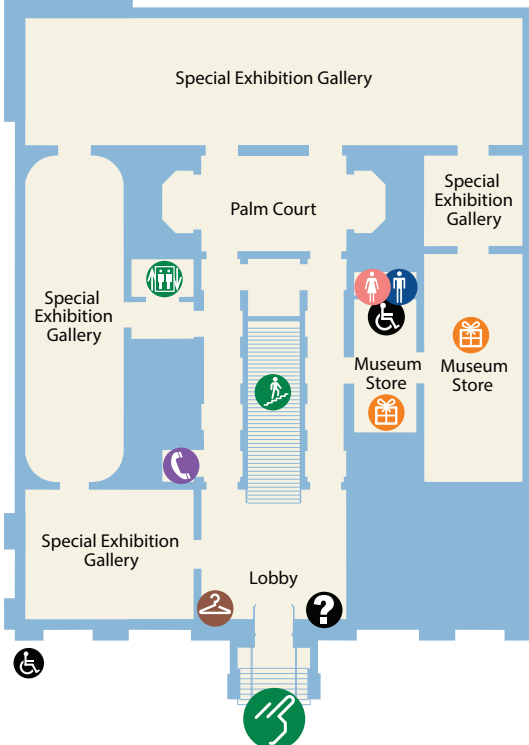 Special Exhibition Gallery
Special
Exhibition
Gallery
Palm Court
Special
Exhibition
Gallery
Museum
Store
Museum
Store
Special Exhibition
Gallery
Lobby
?